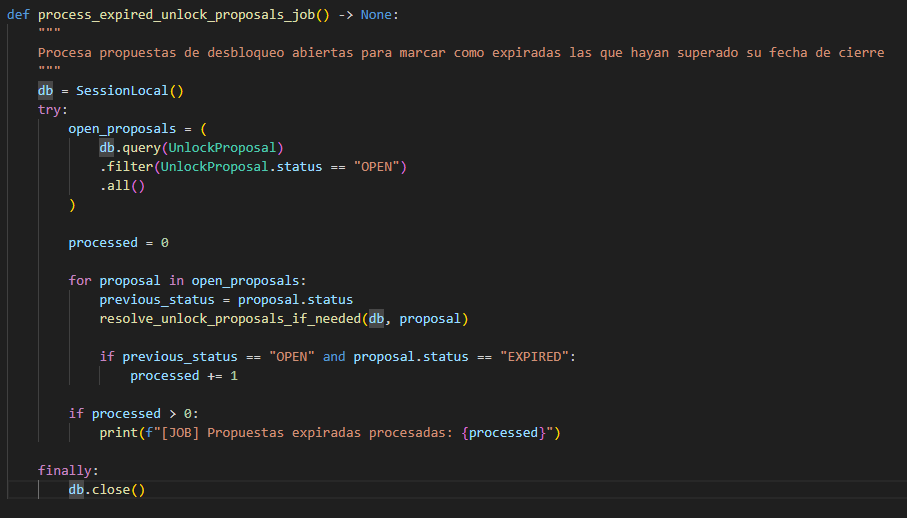 def process_expired_unlock_proposals_job() -> None:
    """
    Procesa propuestas de desbloqueo abiertas para marcar como expiradas las que hayan superado su fecha de cierre
    """
    db = SessionLocal()
    try:
        open_proposals = (
            db.query(UnlockProposal)
            .filter(UnlockProposal.status == "OPEN")
            .all()
        )

        processed = 0

        for proposal in open_proposals:
            previous_status = proposal.status
            resolve_unlock_proposals_if_needed(db, proposal)

            if previous_status == "OPEN" and proposal.status == "EXPIRED":
                processed += 1

        if processed > 0:
            print(f"[JOB] Propuestas expiradas procesadas: {processed}")

    finally:
        db.close()